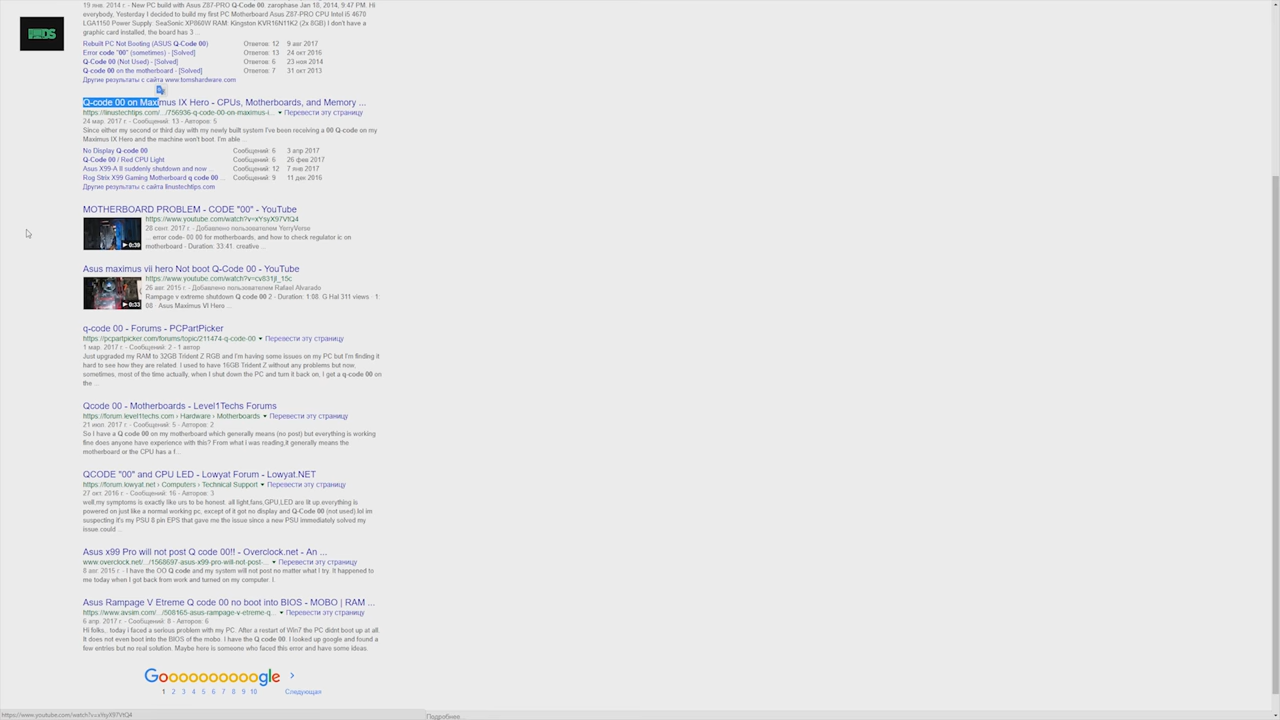 19 янв. 2014 г. - New PC build with Asus Z87-PRO Q-Code 00. zarophase Jan 18, 2014, 9:47 PM. Hi
everybody, Yesterday I decided to build my first PC Motherboard Asus Z87-PRO CPU Intel i5 4670
LGA1150 Power Supply: SeaSonic XP860W RAM: Kingston KVR16N11K2 (2x 8GB) I don't have a
graphic card installed. the board has 3 ...
Rebuilt PC Not Booting (ASUS Q-Code 00) Ответов: 12 9 авг 2017
Error code "00" (sometimes) - [Solved] Ответов: 13 24 окт 2016
Q-Code 00 (Not Used) - [Solved] Ответов: 6 23 ноя 2014
Q-code 00 on the motherboard - [Solved] Ответов: 7 31 окт 2013
Другие результаты с сайта www.tomshardware.com
Q-code 00 on Maximus IX Hero - CPUs, Motherboards, and Memory ...
https://linustechtips.com/.../756936-q-code-00-on-maximus-i... Перевести эту страницу
24 мар. 2017 г. - Сообщений: 13 - Авторов: 5
Since either my second or third day with my newly built system I've been receiving a 00 Q-code on my
Maximus IX Hero and the machine won't boot. I'm able ...
No Display Q-code 00 Сообщений: 6 3 апр 2017
Q-Code 00 / Red CPU Light Сообщений: 6 26 фев 2017
Asus X99-A II suddenly shutdown and now ... Сообщений: 12 7 янв 2017
Rog Strix X99 Gaming Motherboard q code 00 ... Сообщений: 9 11 дек 2016
Другие результаты с сайта linustechtips.com
MOTHERBOARD PROBLEM - CODE "00" - YouTube
https://www.youtube.com/watch?v=xYsyX97VtQ4
28 сент. 2017 г. - Добавлено пользователем YerryVerse
... error code- 00 00 for motherboards, and how to check regulator ic on
motherboard - Duration: 33:41. creative ...
0:39
Asus maximus vii hero Not boot Q-Code 00 - YouTube
https://www.youtube.com/watch?v=cv831jl_15c
26 авг. 2015 г. - Добавлено пользователем Rafael Alvarado
Rampage v extreme shutdown Q code 00 2 - Duration: 1:08. G Hal 311 views · 1:
08 · Asus Maximus VI Hero ...
0:33
q-code 00 - Forums - PCPartPicker
https://pcpartpicker.com/forums/topic/211474-q-code-00 Перевести эту страницу
1 мар. 2017 г. - Сообщений: 2 - 1 автор
Just upgraded my RAM to 32GB Trident Z RGB and I'm having some issues on my PC but I'm finding it
hard to see how they are related. I used to have 16GB Trident Z without any problems but now,
sometimes, most of the time actually, when I shut down the PC and turn it back on, I get a q-code 00 on
the ...
Qcode 00 - Motherboards - Level1Techs Forums
https://forum.level1techs.com › Hardware › Motherboards Перевести эту страницу
21 июл. 2017 г. - Сообщений: 5 - Авторов: 2
So I have a Q code 00 on my motherboard which generally means (no post) but everything is working
fine does anyone have experience with this? From what i was reading,it generally means the
motherboard or the CPU has a f...
QCODE "00" and CPU LED - Lowyat Forum - Lowyat.NET
https://forum.lowyat.net › Computers › Technical Support Перевести эту страницу
27 окт. 2016 г. - Сообщений: 16 - Авторов: 3
well.my symptoms is exactly like urs to be honest. all light,fans,GPU,LED are lit up.everything is
powered on just like a normal working pc, except of it got no display and Q-Code 00 (not used) lol im
suspecting it's my PSU 8 pin EPS that gave me the issue since a new PSU immediately solved my
issue could ...
Asus x99 Pro will not post Q code 00!! - Overclock.net - An ...
www.overclock.net/.../1568697-asus-x99-pro-will-not-post-... Перевести эту страницу
8 авг. 2015 г. - I have the OO Q code and my system will not post no matter what I try. It happened to
me today when I got back from work and turned on my computer. I.
Asus Rampage V Etreme Q code 00 no boot into BIOS - MOBO | RAM ...
https://www.avsim.com/.../508165-asus-rampage-v-etreme-q... Перевести эту страницу
6 апр. 2017 г. - Сообщений: 8 - Авторов: 6
Hi folks,. today i faced a serious problem with my PC. After a restart of Win7 the PC didnt boot up at all.
It does not even boot into the BIOS of the mobo. I have the Q code 00. I looked up google and found a
few entries but no real solution. Maybe here is someone who faced this error and have some ideas.
Goooooooooogle
1 2 3 4 5 6 7 8 9 10 Следующая
https://www.youtube.com/watch?v=xYsyX97VtQ4
Подробнее